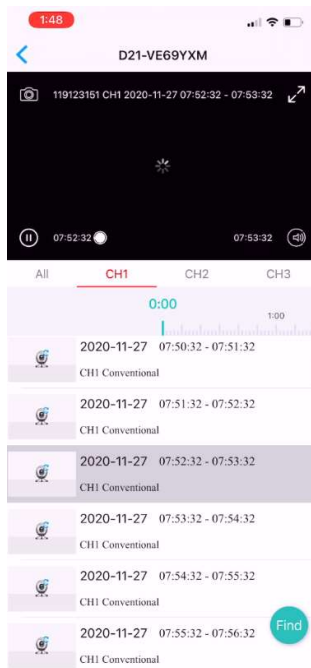 1:48
D21-VE69YXM
119123151 CH1 2020-11-27 07:52:32 - 07:53:32
07:52:32 07:53:32
All CH1 CH2 CH3
0:00
1:00
2020-11-27 07:50:32 - 07:51:32
CH1 Conventional
2020-11-27 07:51:32 - 07:52:32
CH1 Conventional
2020-11-27 07:52:32 - 07:53:32
CH1 Conventional
2020-11-27 07:53:32 - 07:54:32
CH1 Conventional
2020-11-27 07:54:32 - 07:55:32
CH1 Conventional
2020-11-27 07:55:32 - 07:56:32
CH1 Conventional
Find